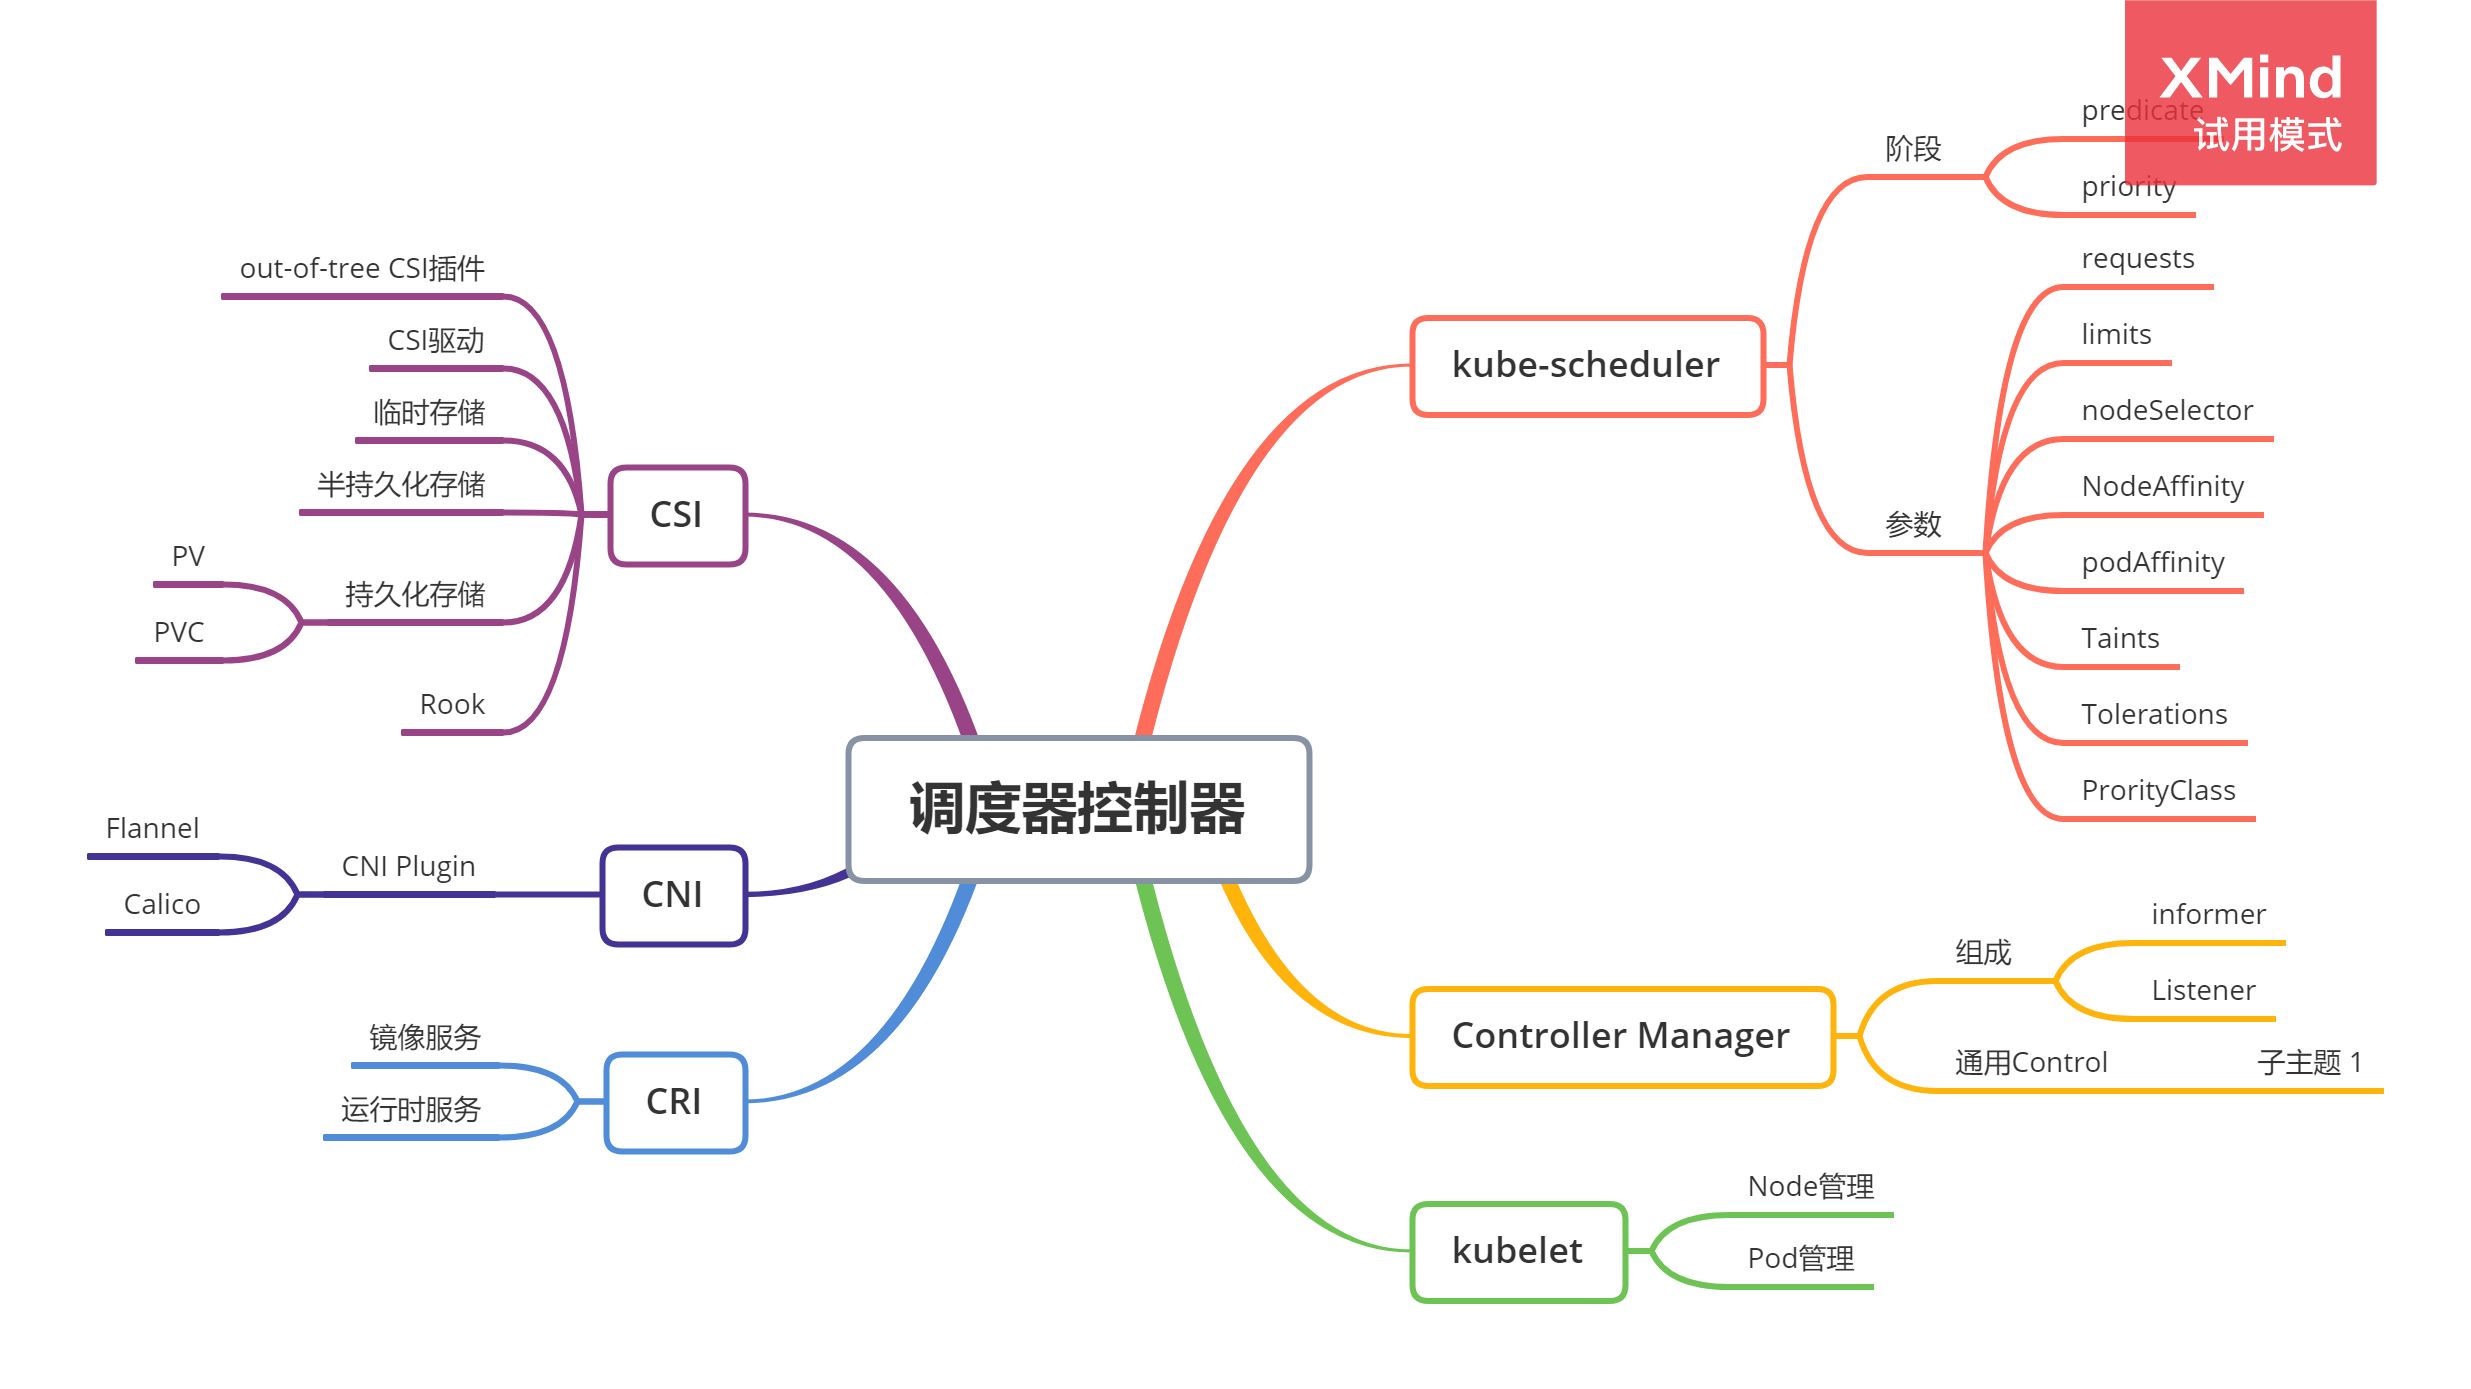 XMind
试用模式
predicate
阶段
priority
requests
limits
kube-scheduler
nodeSelector
NodeAffinity
参数
podAffinity
Taints
Tolerations
ProrityClass
out-of-tree CSI插件
CSI驱动
临时存储
半持久化存储
CSI
PV
持久化存储
PVC
Rook
调度器控制器
Flannel
CNI Plugin
CNI
Calico
镜像服务
CRI
运行时服务
informer
组成
Listener
Controller Manager
通用Control
子主题 1
Node管理
kubelet
Pod管理